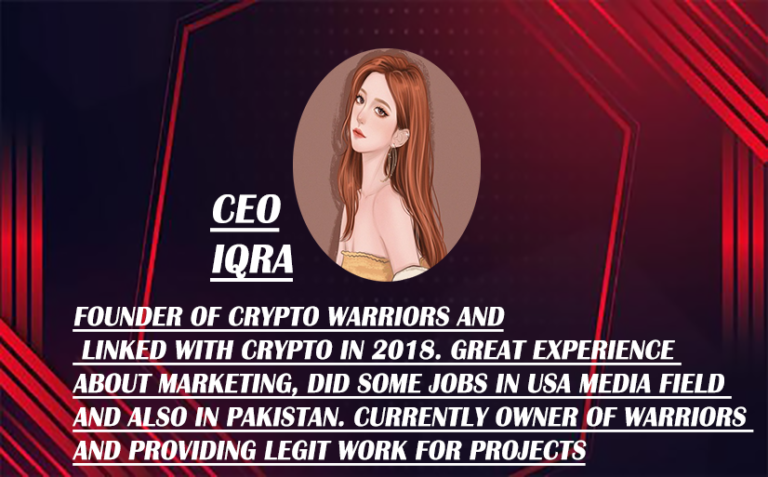 CEO
IQRA
FOUNDER OF CRYPTO WARRIORS AND
LINKED WITH CRYPTO IN 2018. GREAT EXPERIENCE
ABOUT MARKETING, DID SOME JOBS IN USA MEDIA FIELD
AND ALSO IN PAKISTAN. CURRENTLY OWNER OF WARRIORS
AND PROVIDING LEGIT WORK FOR PROJECTS